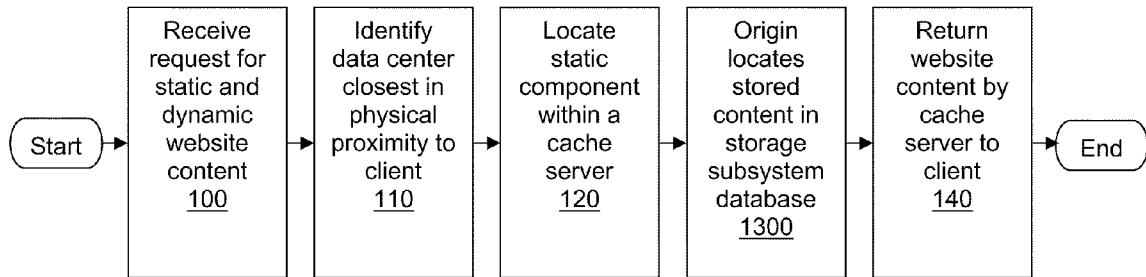 Start
Receive
request for
static and
dynamic
website
content
100
Identify
data center
closest in
physical
proximity to
client
110
Locate
static
component
within a
cache
server
120
Origin
locates
stored
content in
storage
subsystem
database
1300
Return
website
content by
cache
server to
client
140
End